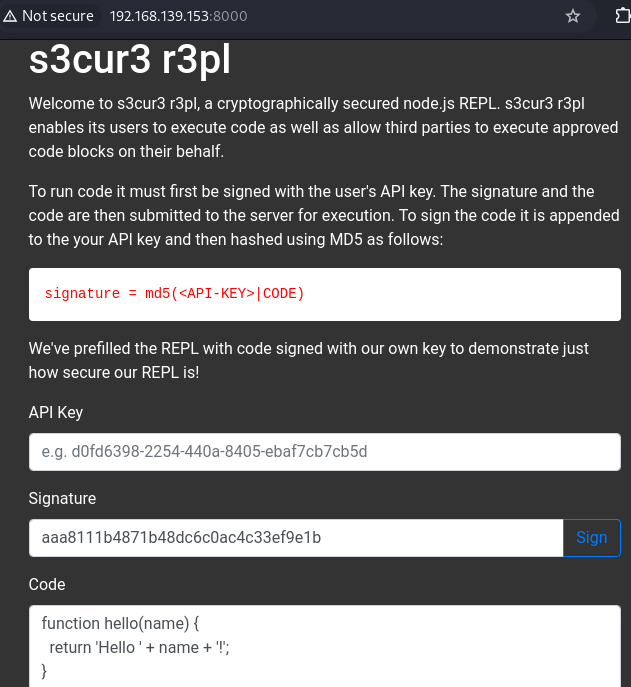 Not secure 192.168.139.153:8000
s3cur3 r3pl
Welcome to s3cur3 r3pl, a cryptographically secured node.js REPL. s3cur3 r3pl
enables its users to execute code as well as allow third parties to execute approved
code blocks on their behalf.
To run code it must first be signed with the user's API key. The signature and the
code are then submitted to the server for execution. To sign the code it is appended
to the your API key and then hashed using MD5 as follows:
signature = md5(<API-KEY>|CODE)
We've prefilled the REPL with code signed with our own key to demonstrate just
how secure our REPL is!
API Key
e.g. d0fd6398-2254-440a-8405-ebaf7cb7cb5d
Signature
aaa8111b4871b48dc6c0ac4c33ef9e1b Sign
Code
function hello(name) {
  return 'Hello ' + name + '!';
}